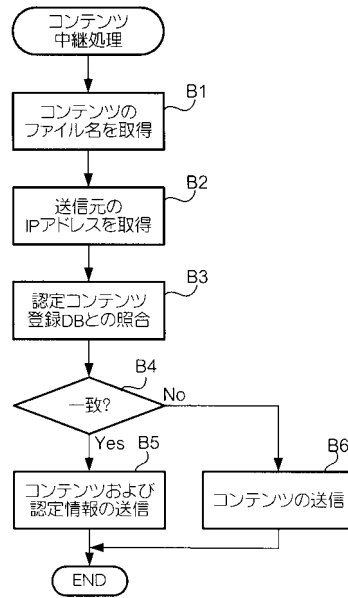 コンテンツ
中継処理
B1
コンテンツの
ファイル名を取得
B2
送信元の
IPアドレスを取得
B3
認定コンテンツ
登録DBとの照合
B4
一致?
No
Yes
B5
コンテンツおよび
認定情報の送信
B6
コンテンツの送信
END